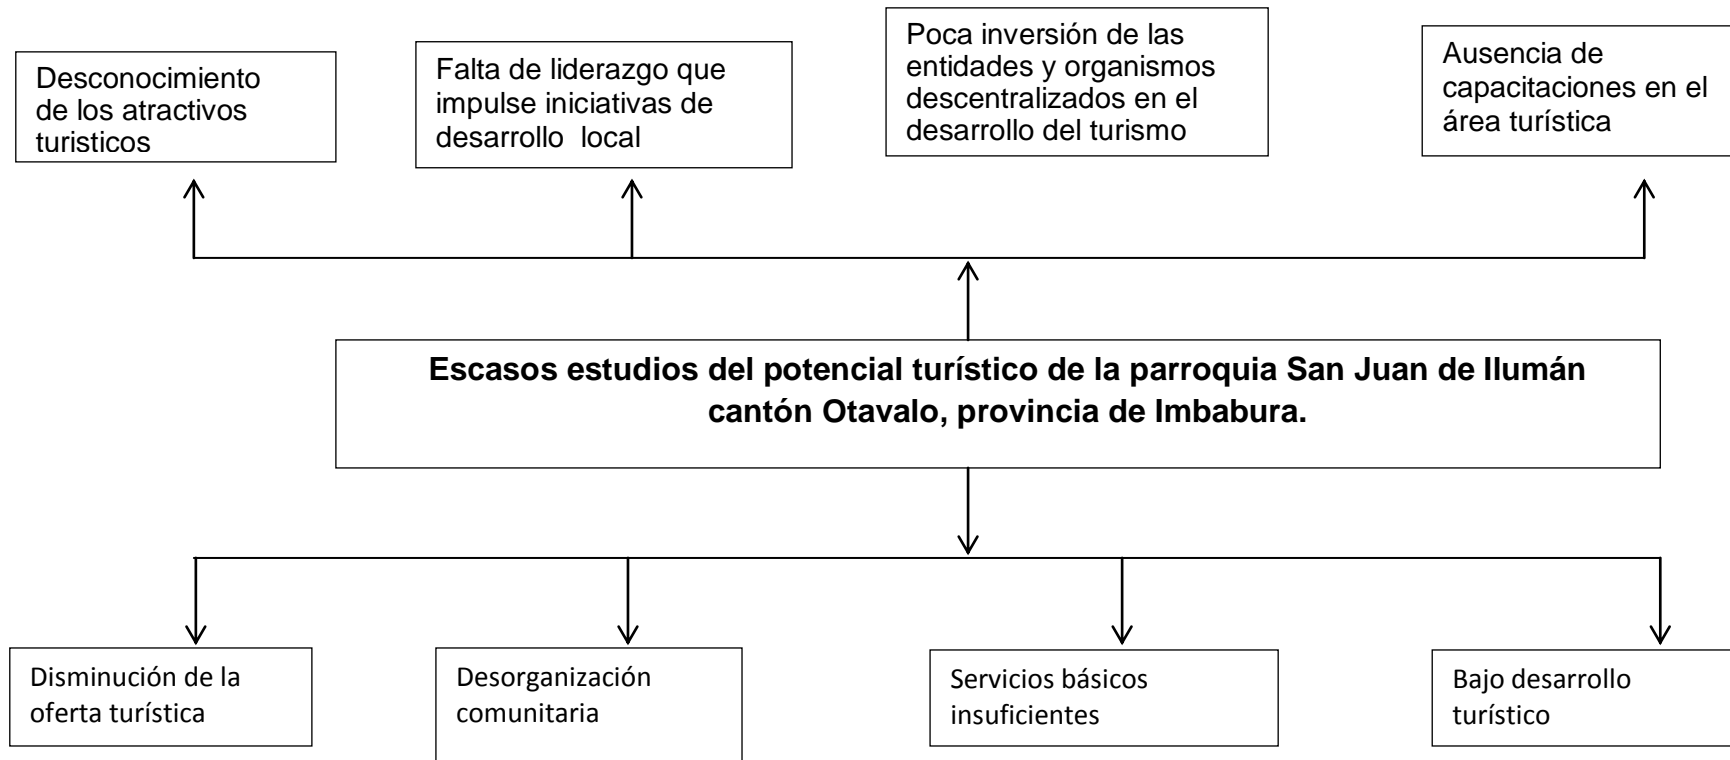 Desconocimiento
de los atractivos
turisticos
Falta de liderazgo que
impulse iniciativas de
desarrollo local
Poca inversión de las
entidades y organismos
descentralizados en el
desarrollo del turismo
Ausencia de
capacitaciones en el
área turística
Escasos estudios del potencial turístico de la parroquia San Juan de Ilumán
cantón Otavalo, provincia de Imbabura.
Disminución de la
oferta turística
Desorganización
comunitaria
Servicios básicos
insuficientes
Bajo desarrollo
turístico